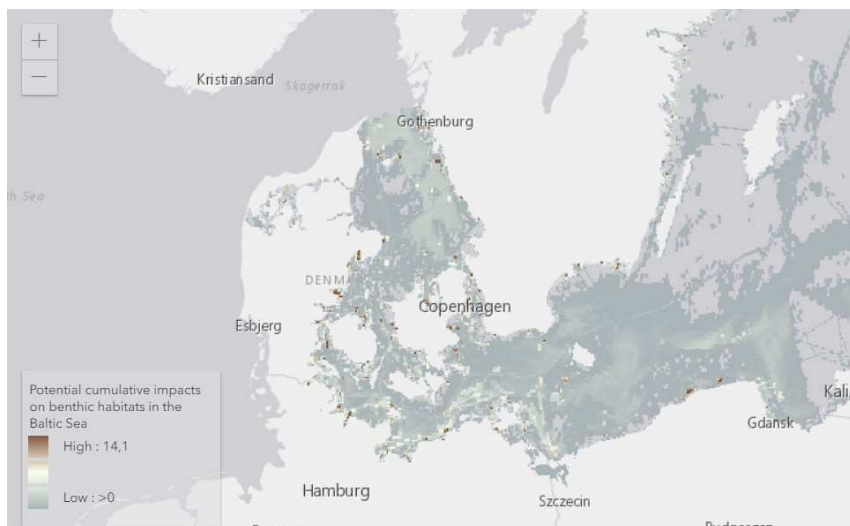 +
−
Kristiansand
Skagerrak
Gothenburg
th Sea
DENMA
Copenhagen
Esbjerg
Potential cumulative impacts
on benthic habitats in the
Baltic Sea
High : 14,1
Low : >0
Kali
Gdansk
Hamburg
Szczecin